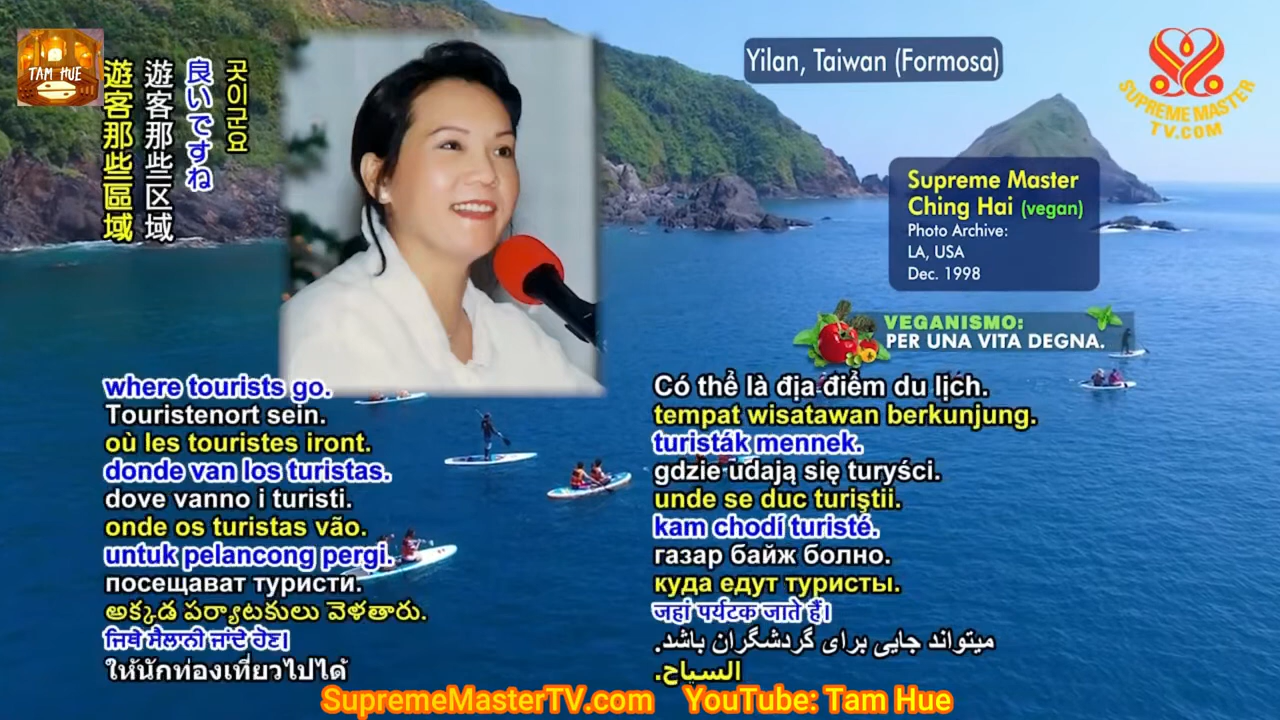 TAM HUE
遊客那些區域
遊客那些区域
良いですね
곳이군요
Yilan, Taiwan (Formosa)
SUPREME MASTER
TV.COM
Supreme Master
Ching Hai (vegan)
Photo Archive:
LA, USA
Dec. 1998
VEGANISMO:
PER UNA VITA DEGNA.
where tourists go.
Touristenort sein.
où les touristes iront.
donde van los turistas.
dove vanno i turisti.
onde os turistas vão.
untuk pelancong pergi.
посещават туристи.
అక్కడ పర్యాటకులు వెళతారు.
ਜਿਥੇ ਸੈਲਾਨੀ ਜਾਂਦੇ ਹੋਣ।
ให้นักท่องเที่ยวไปได้
Có thể là địa điểm du lịch.
tempat wisatawan berkunjung.
turisták mennek.
gdzie udają się turyści.
unde se duc turiştii.
kam chodí turisté.
газар байж болно.
куда едут туристы.
जहां पर्यटक जाते हैं।
میتواند جایی برای گردشگران باشد.
السياح.
SupremeMasterTV.com YouTube: Tam Hue